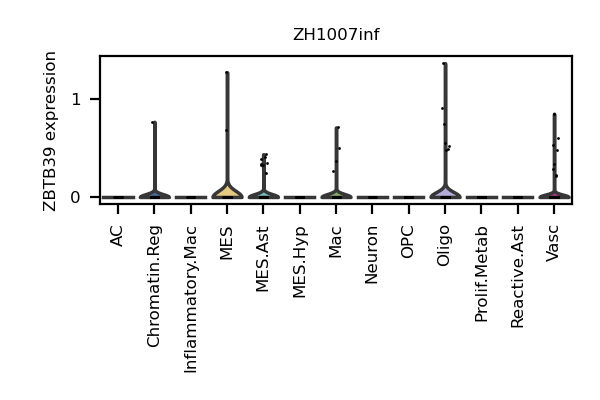 ZH1007inf
ZBTB39 expression
1
0
AC
Chromatin.Reg
Inflammatory.Mac
MES
MES.Ast
MES.Hyp
Mac
Neuron
OPC
Oligo
Prolif.Metab
Reactive.Ast
Vasc